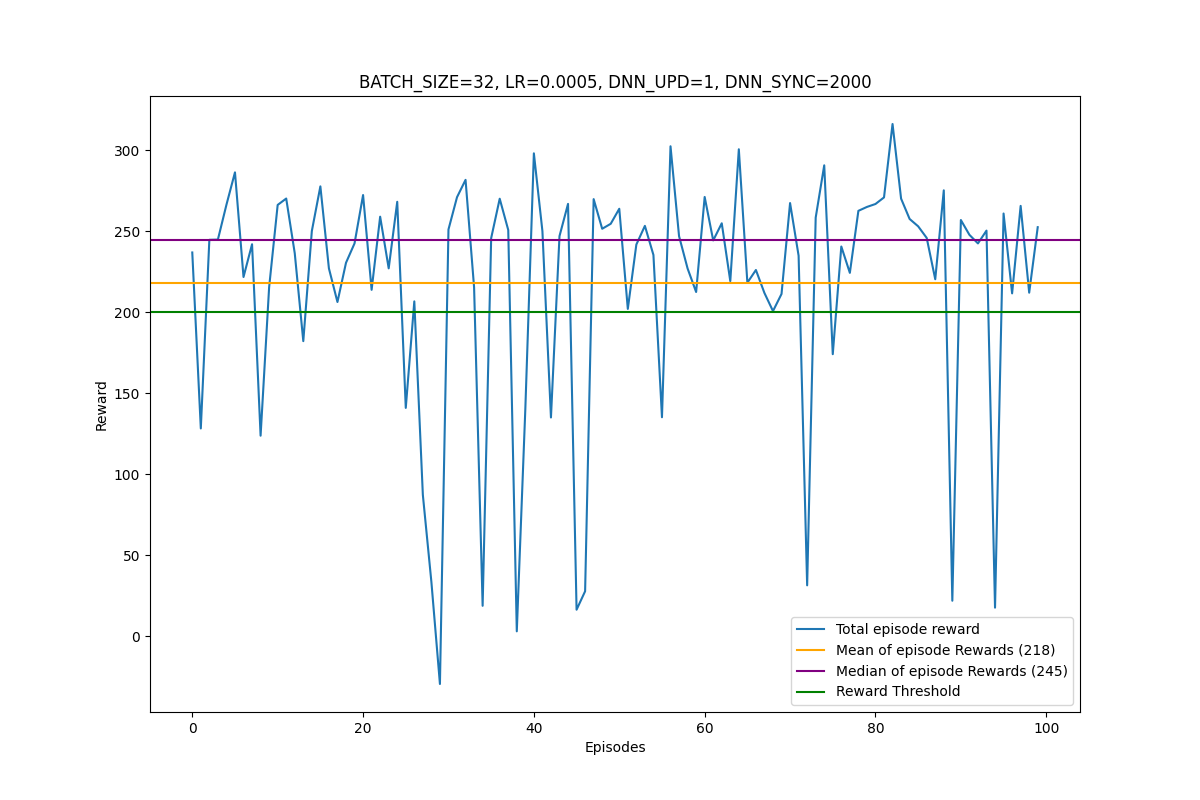 BATCH_SIZE=32, LR=0.0005, DNN_UPD=1, DNN_SYNC=2000
300
250
200
150
100
50
0
Reward
0 20 40 60 80 100
Episodes
Total episode reward
Mean of episode Rewards (218)
Median of episode Rewards (245)
Reward Threshold